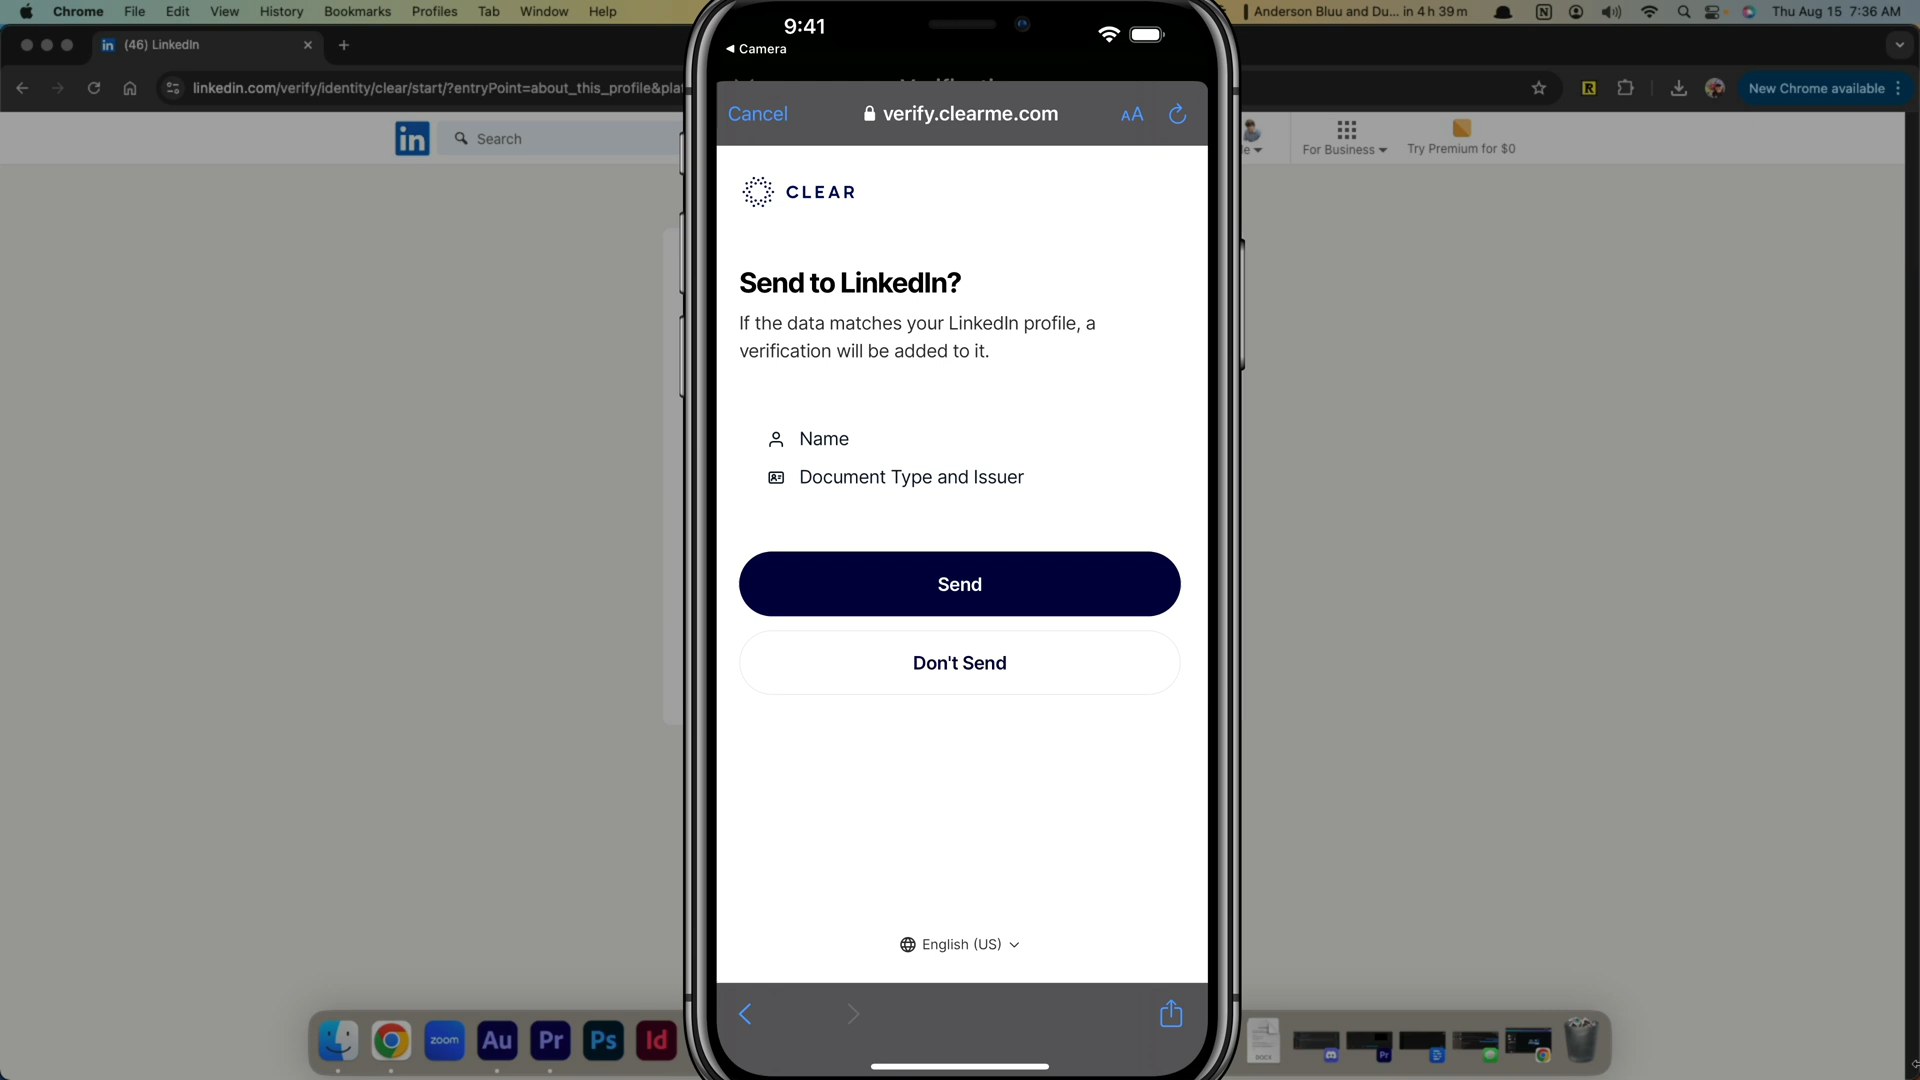 Chrome File Edit View History Bookmarks Profiles Tab Window Help
Anderson Bluu and Du... in 4 h 39 m
Thu Aug 15 7:36 AM
(46) LinkedIn
linkedin.com/verify/identity/clear/start/?entryPoint=about_this_profile&pla
New Chrome available
in
Search
For Business
Try Premium for $0
9:41
Camera
Cancel
verify.clearme.com
AA
CLEAR
Send to LinkedIn?
If the data matches your LinkedIn profile, a
verification will be added to it.
Name
Document Type and Issuer
Send
Don't Send
English (US)
zoom
Au
Pr
Ps
Id
DOCX